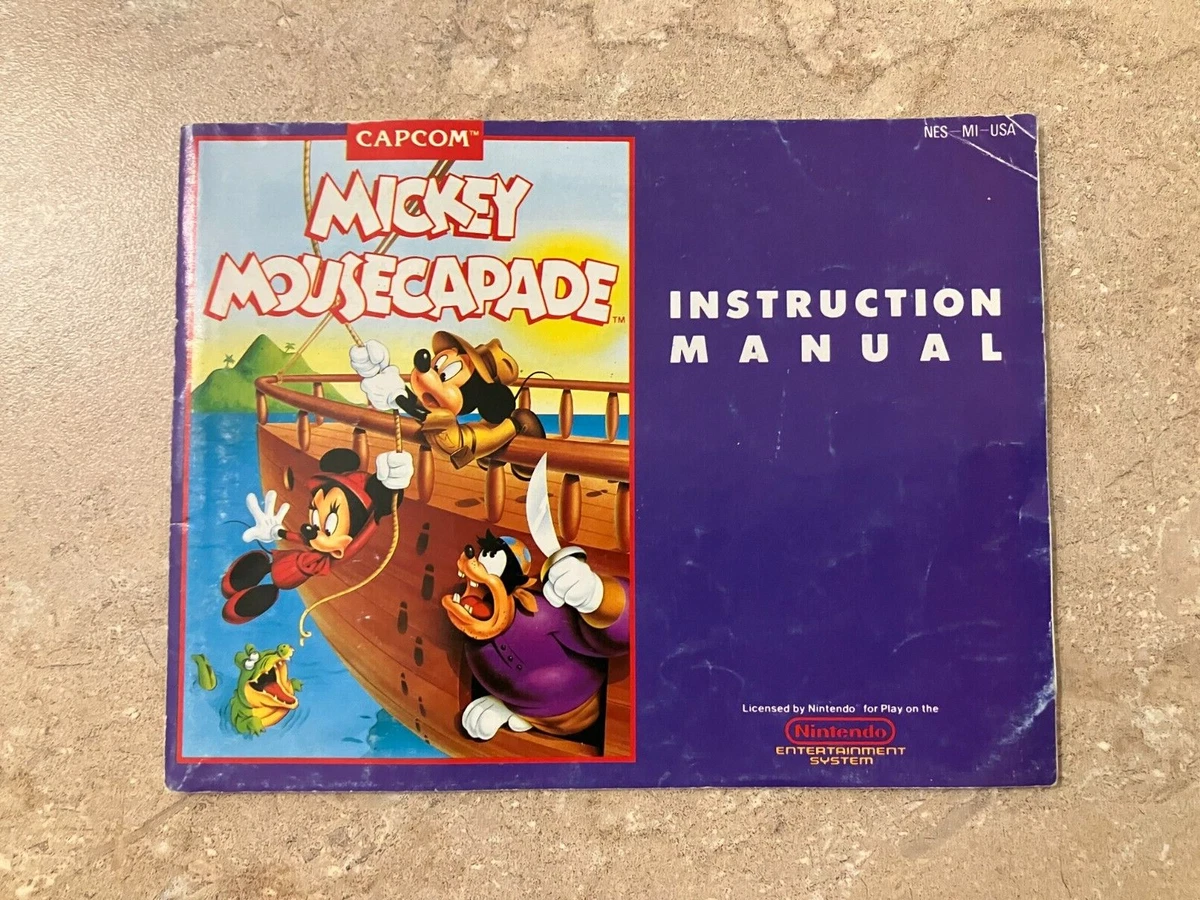 CAPCOM™
MICKEY
MOUSECAPADE™
NES-MI-USA
INSTRUCTION
MANUAL
Licensed by Nintendo® for Play on the
Nintendo®
ENTERTAINMENT
SYSTEM